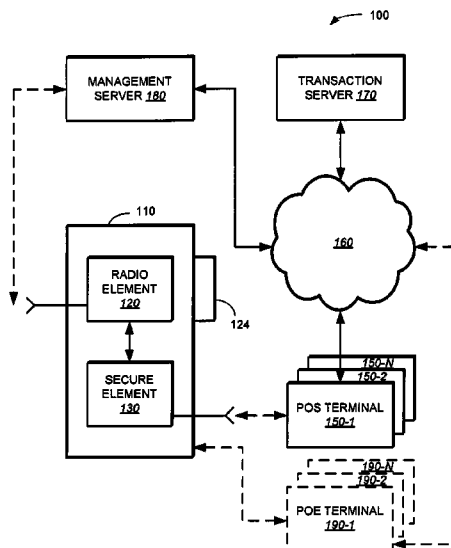 100
MANAGEMENT
SERVER 180
TRANSACTION
SERVER 170
110
160
RADIO
ELEMENT
120
124
SECURE
ELEMENT
130
150-N
150-2
POS TERMINAL
150-1
190-N
190-2
POE TERMINAL
190-1